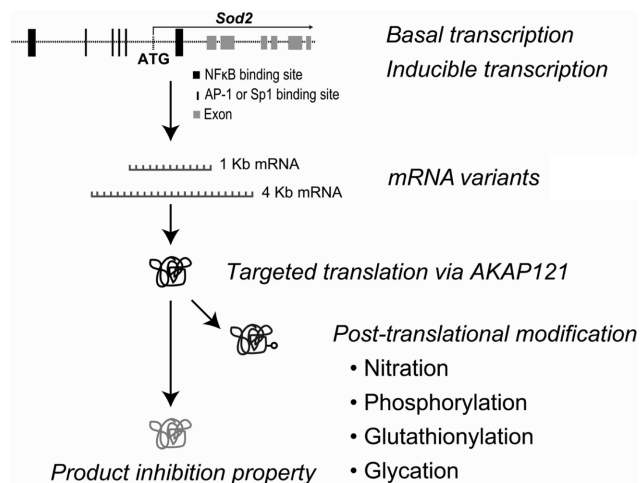 Sod2
ATG
Basal transcription
Inducible transcription
NFκB binding site
AP-1 or Sp1 binding site
Exon
1 Kb mRNA
4 Kb mRNA
mRNA variants
Targeted translation via AKAP121
Post-translational modification
• Nitration
• Phosphorylation
• Glutathionylation
• Glycation
Product inhibition property